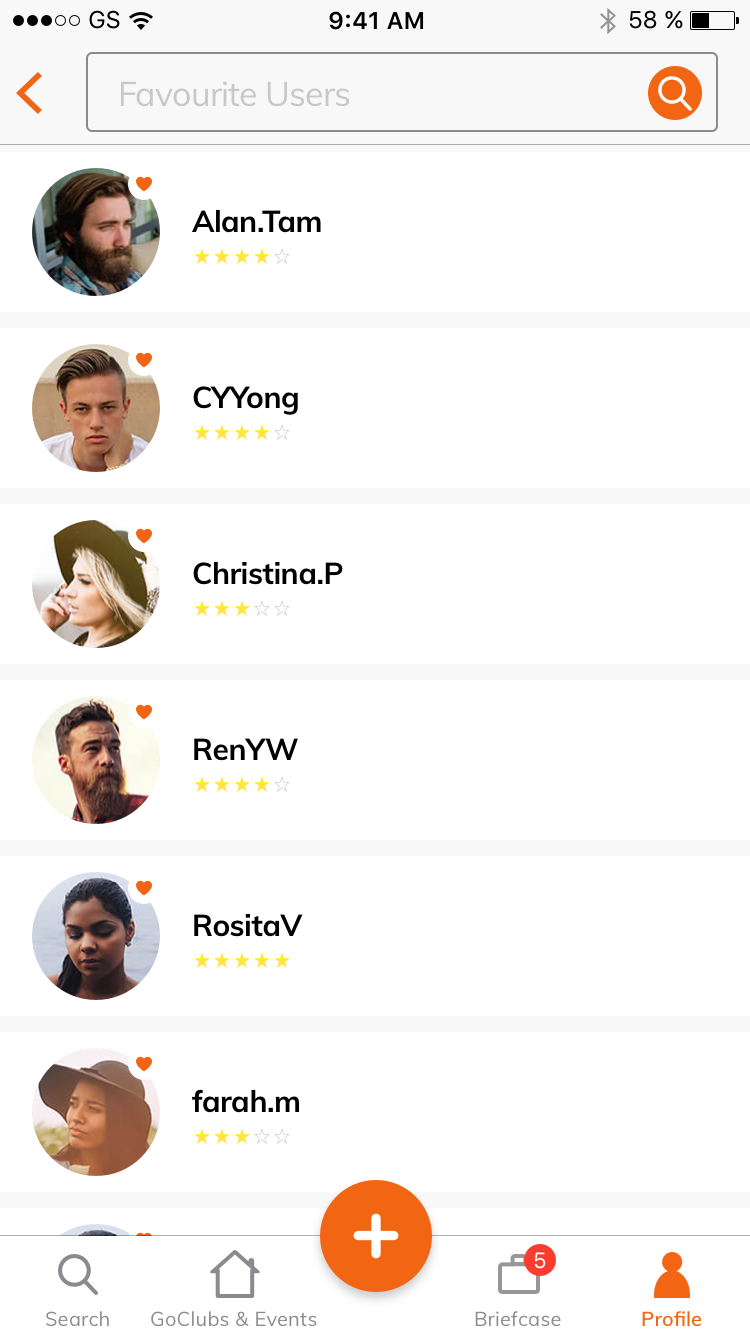 GS 9:41 AM 58 %
Favourite Users
Alan.Tam
CYYong
Christina.P
RenYW
RositaV
farah.m
5
Search GoClubs & Events Briefcase Profile